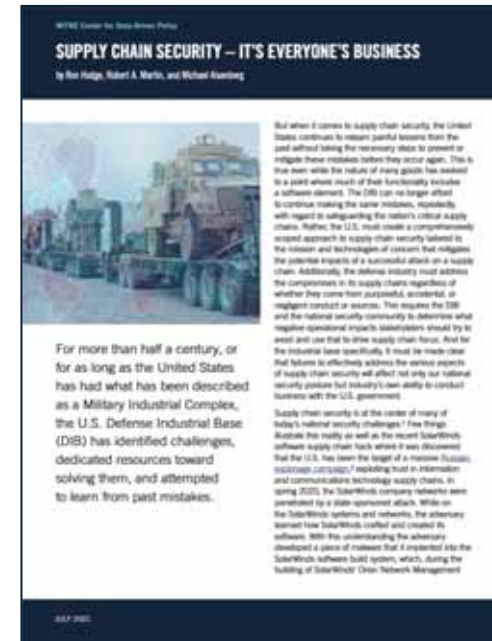 MITRE Center for Data-Driven Policy
SUPPLY CHAIN SECURITY – IT'S EVERYONE'S BUSINESS
by Ron Hodge, Robert A. Martin, and Michael Aisenberg
For more than half a century, or
for as long as the United States
has had what has been described
as a Military Industrial Complex,
the U.S. Defense Industrial Base
(DIB) has identified challenges,
dedicated resources toward
solving them, and attempted
to learn from past mistakes.
But when it comes to supply chain security, the United
States continues to relearn painful lessons from the
past without taking the necessary steps to prevent or
mitigate these mistakes before they occur again. This is
true even while the nature of many goods has evolved
to a point where much of their functionality includes
a software element. The DIB can no longer afford
to continue making the same mistakes, repeatedly,
with regard to safeguarding the nation's critical supply
chains. Rather, the U.S. must create a comprehensively
scoped approach to supply chain security tailored to
the mission and technologies of concern that mitigates
the potential impacts of a successful attack on a supply
chain. Additionally, the defense industry must address
the compromises in its supply chains regardless of
whether they come from purposeful, accidental, or
negligent conduct or sources. This requires the DIB
and the national security community to determine what
negative operational impacts stakeholders should try to
avoid and use that to drive supply chain focus. And for
the industrial base specifically, it must be made clear
that failures to effectively address the various aspects
of supply chain security will affect not only our national
security posture but industry's own ability to conduct
business with the U.S. government.
Supply chain security is at the center of many of
today's national security challenges. Few things
illustrate this reality as well as the recent SolarWinds
software supply chain hack where it was discovered
that the U.S. has been the target of a massive Russian
espionage campaign, exploiting trust in information
and communications technology supply chains. In
spring 2020, the SolarWinds company networks were
penetrated by a state-sponsored attack. While on
the SolarWinds systems and networks, the adversary
learned how SolarWinds crafted and created its
software. With this understanding the adversary
developed a piece of malware that it implanted into the
SolarWinds software build system, which, during the
building of SolarWinds' Orion Network Management
JULY 2021